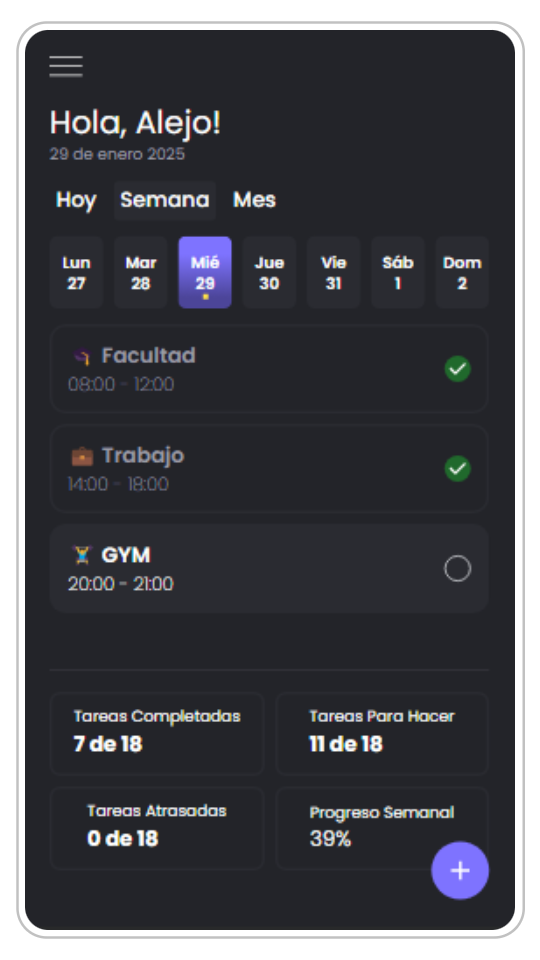 Hola, Alejo!
29 de enero 2025
Hoy Semana Mes
Lun Mar Mié Jue Vie Sáb Dom
27 28 29 30 31 1 2
Facultad
08:00 - 12:00
Trabajo
14:00 - 18:00
GYM
20:00 - 21:00
Tareas Completadas Tareas Para Hacer
7 de 18 11 de 18
Tareas Atrasadas Progreso Semanal
0 de 18 39%
+